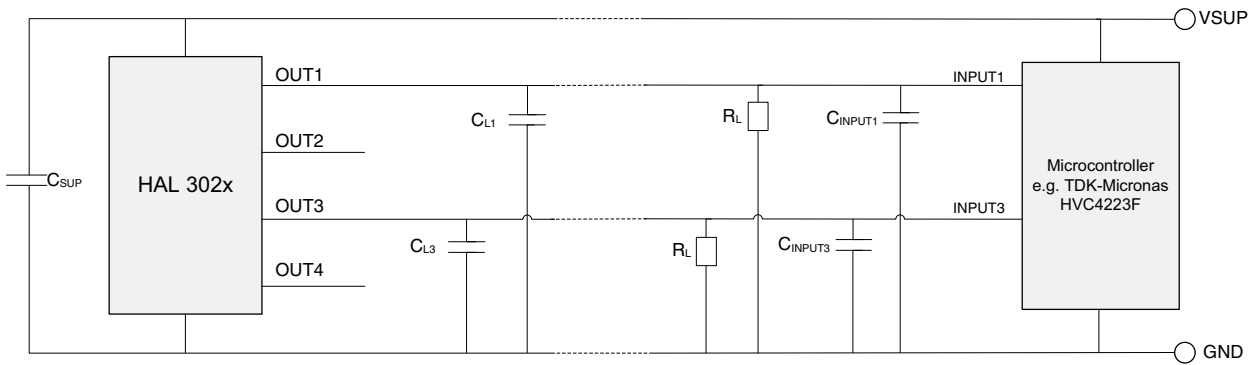 VSUP
OUT1
INPUT1
CL1
RL
CINPUT1
OUT2
CSUP
HAL 302x
Microcontroller
e.g. TDK-Micronas
HVC4223F
OUT3
INPUT3
CL3
RL
CINPUT3
OUT4
GND